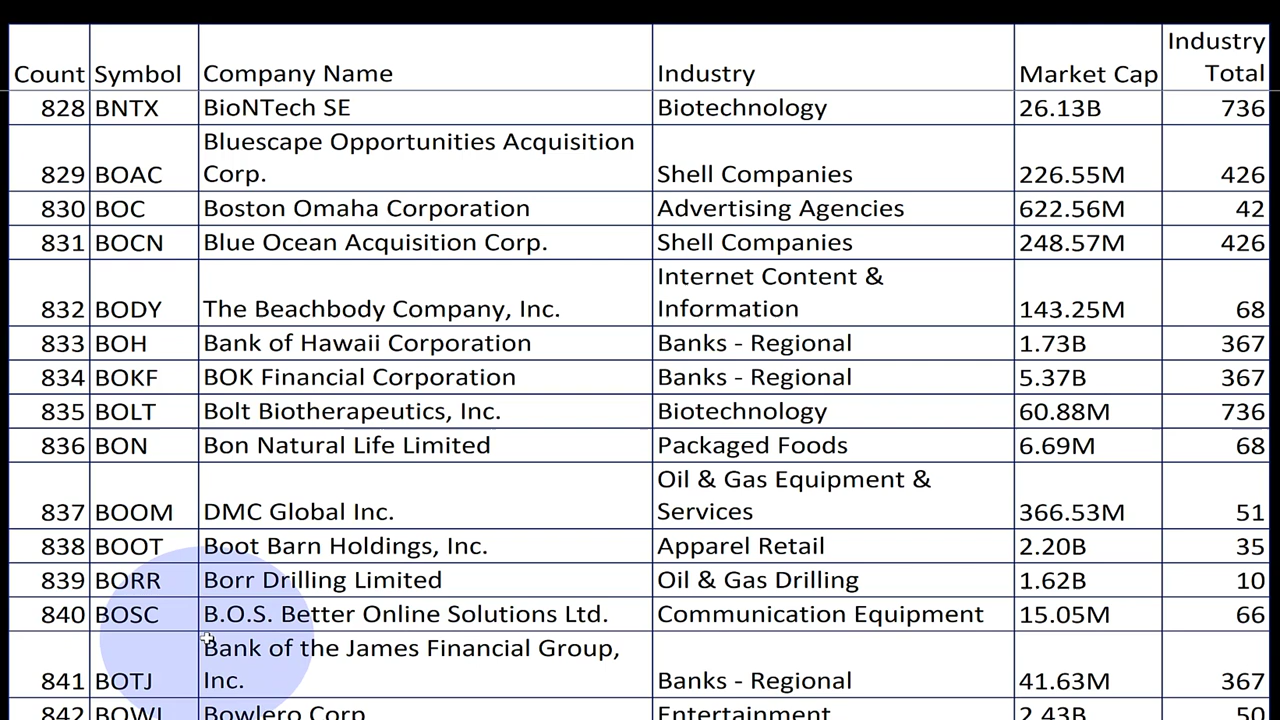 Industry
Count Symbol Company Name Industry Market Cap Total
828 BNTX BioNTech SE Biotechnology 26.13B 736
Bluescape Opportunities Acquisition
829 BOAC Corp. Shell Companies 226.55M 426
830 BOC Boston Omaha Corporation Advertising Agencies 622.56M 42
831 BOCN Blue Ocean Acquisition Corp. Shell Companies 248.57M 426
Internet Content &
832 BODY The Beachbody Company, Inc. Information 143.25M 68
833 BOH Bank of Hawaii Corporation Banks - Regional 1.73B 367
834 BOKF BOK Financial Corporation Banks - Regional 5.37B 367
835 BOLT Bolt Biotherapeutics, Inc. Biotechnology 60.88M 736
836 BON Bon Natural Life Limited Packaged Foods 6.69M 68
Oil & Gas Equipment &
837 BOOM DMC Global Inc. Services 366.53M 51
838 BOOT Boot Barn Holdings, Inc. Apparel Retail 2.20B 35
839 BORR Borr Drilling Limited Oil & Gas Drilling 1.62B 10
840 BOSC B.O.S. Better Online Solutions Ltd. Communication Equipment 15.05M 66
Bank of the James Financial Group,
841 BOTJ Inc. Banks - Regional 41.63M 367
842 BOWL Bowlero Corp Entertainment 2.43B 50